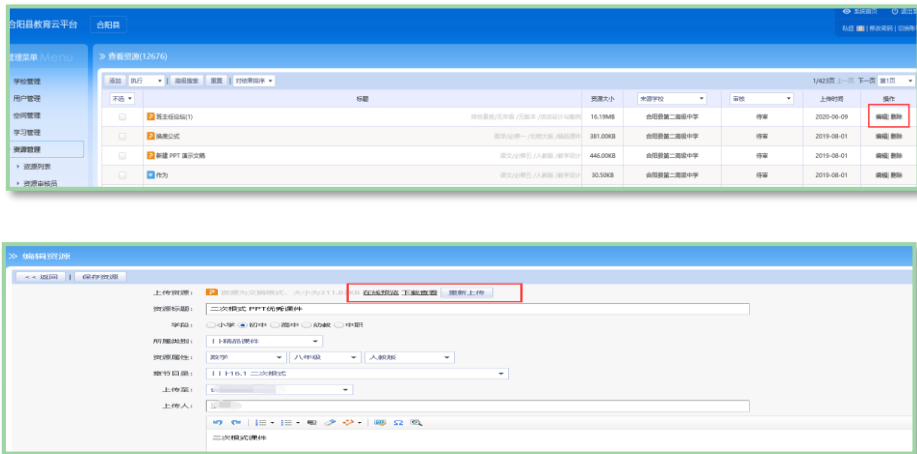 系统首页 退出
合阳县教育云平台 合阳县
私信 | 修改密码 |
管理菜单 Menu >> 查看资源(12676)
学校管理 添加 执行 | 高级搜索 重置 | 对结果排序 1/423页 上一页 下一页 第1页
用户管理 不选 标题 资源大小 来源学校 审核 上传时间 操作
空间管理 班主任论坛(1) 16.19MB 合阳县第二高级中学 待审 2020-06-09 编辑| 删除
学习管理 381.00KB 合阳县第二高级中学 待审 2019-08-01 编辑| 删除
资源管理 新建 PPT 演示文稿 446.00KB 合阳县第二高级中学 待审 2019-08-01 编辑| 删除
资源列表 作为 30.50KB 合阳县第二高级中学 待审 2019-08-01 编辑| 删除
资源审核员
>> 编辑资源
<< 返回 | 保存资源
上传资源: 在线预览 下载查看 重新上传
资源标题: 二次根式 PPT优秀课件
学段: 小学 初中 高中 幼教 中职
所属类别: 精品课件
资源属性: 数学 八年级 人教版
章节目录: 16.1 二次根式
上传至:
上传人:
二次根式课件